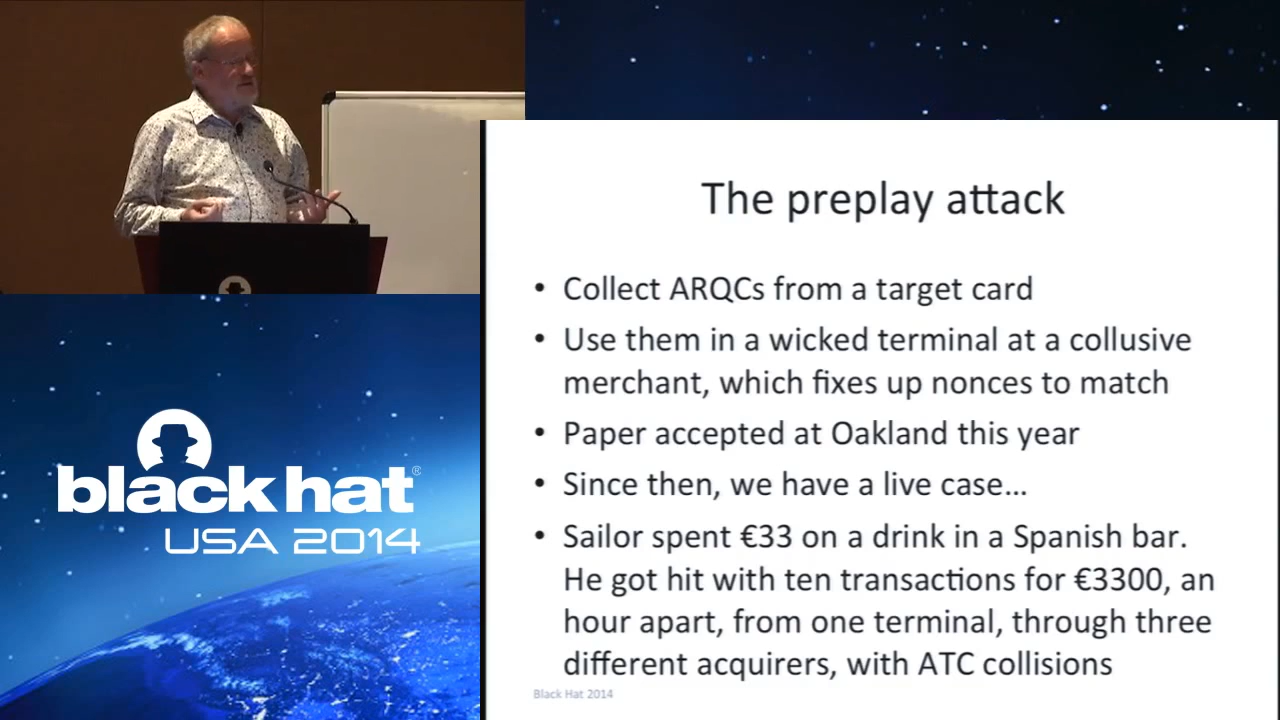 The preplay attack
• Collect ARQCs from a target card
• Use them in a wicked terminal at a collusive
merchant, which fixes up nonces to match
• Paper accepted at Oakland this year
• Since then, we have a live case…
• Sailor spent €33 on a drink in a Spanish bar.
He got hit with ten transactions for €3300, an
hour apart, from one terminal, through three
different acquirers, with ATC collisions
Black Hat 2014
black hat®
USA 2014